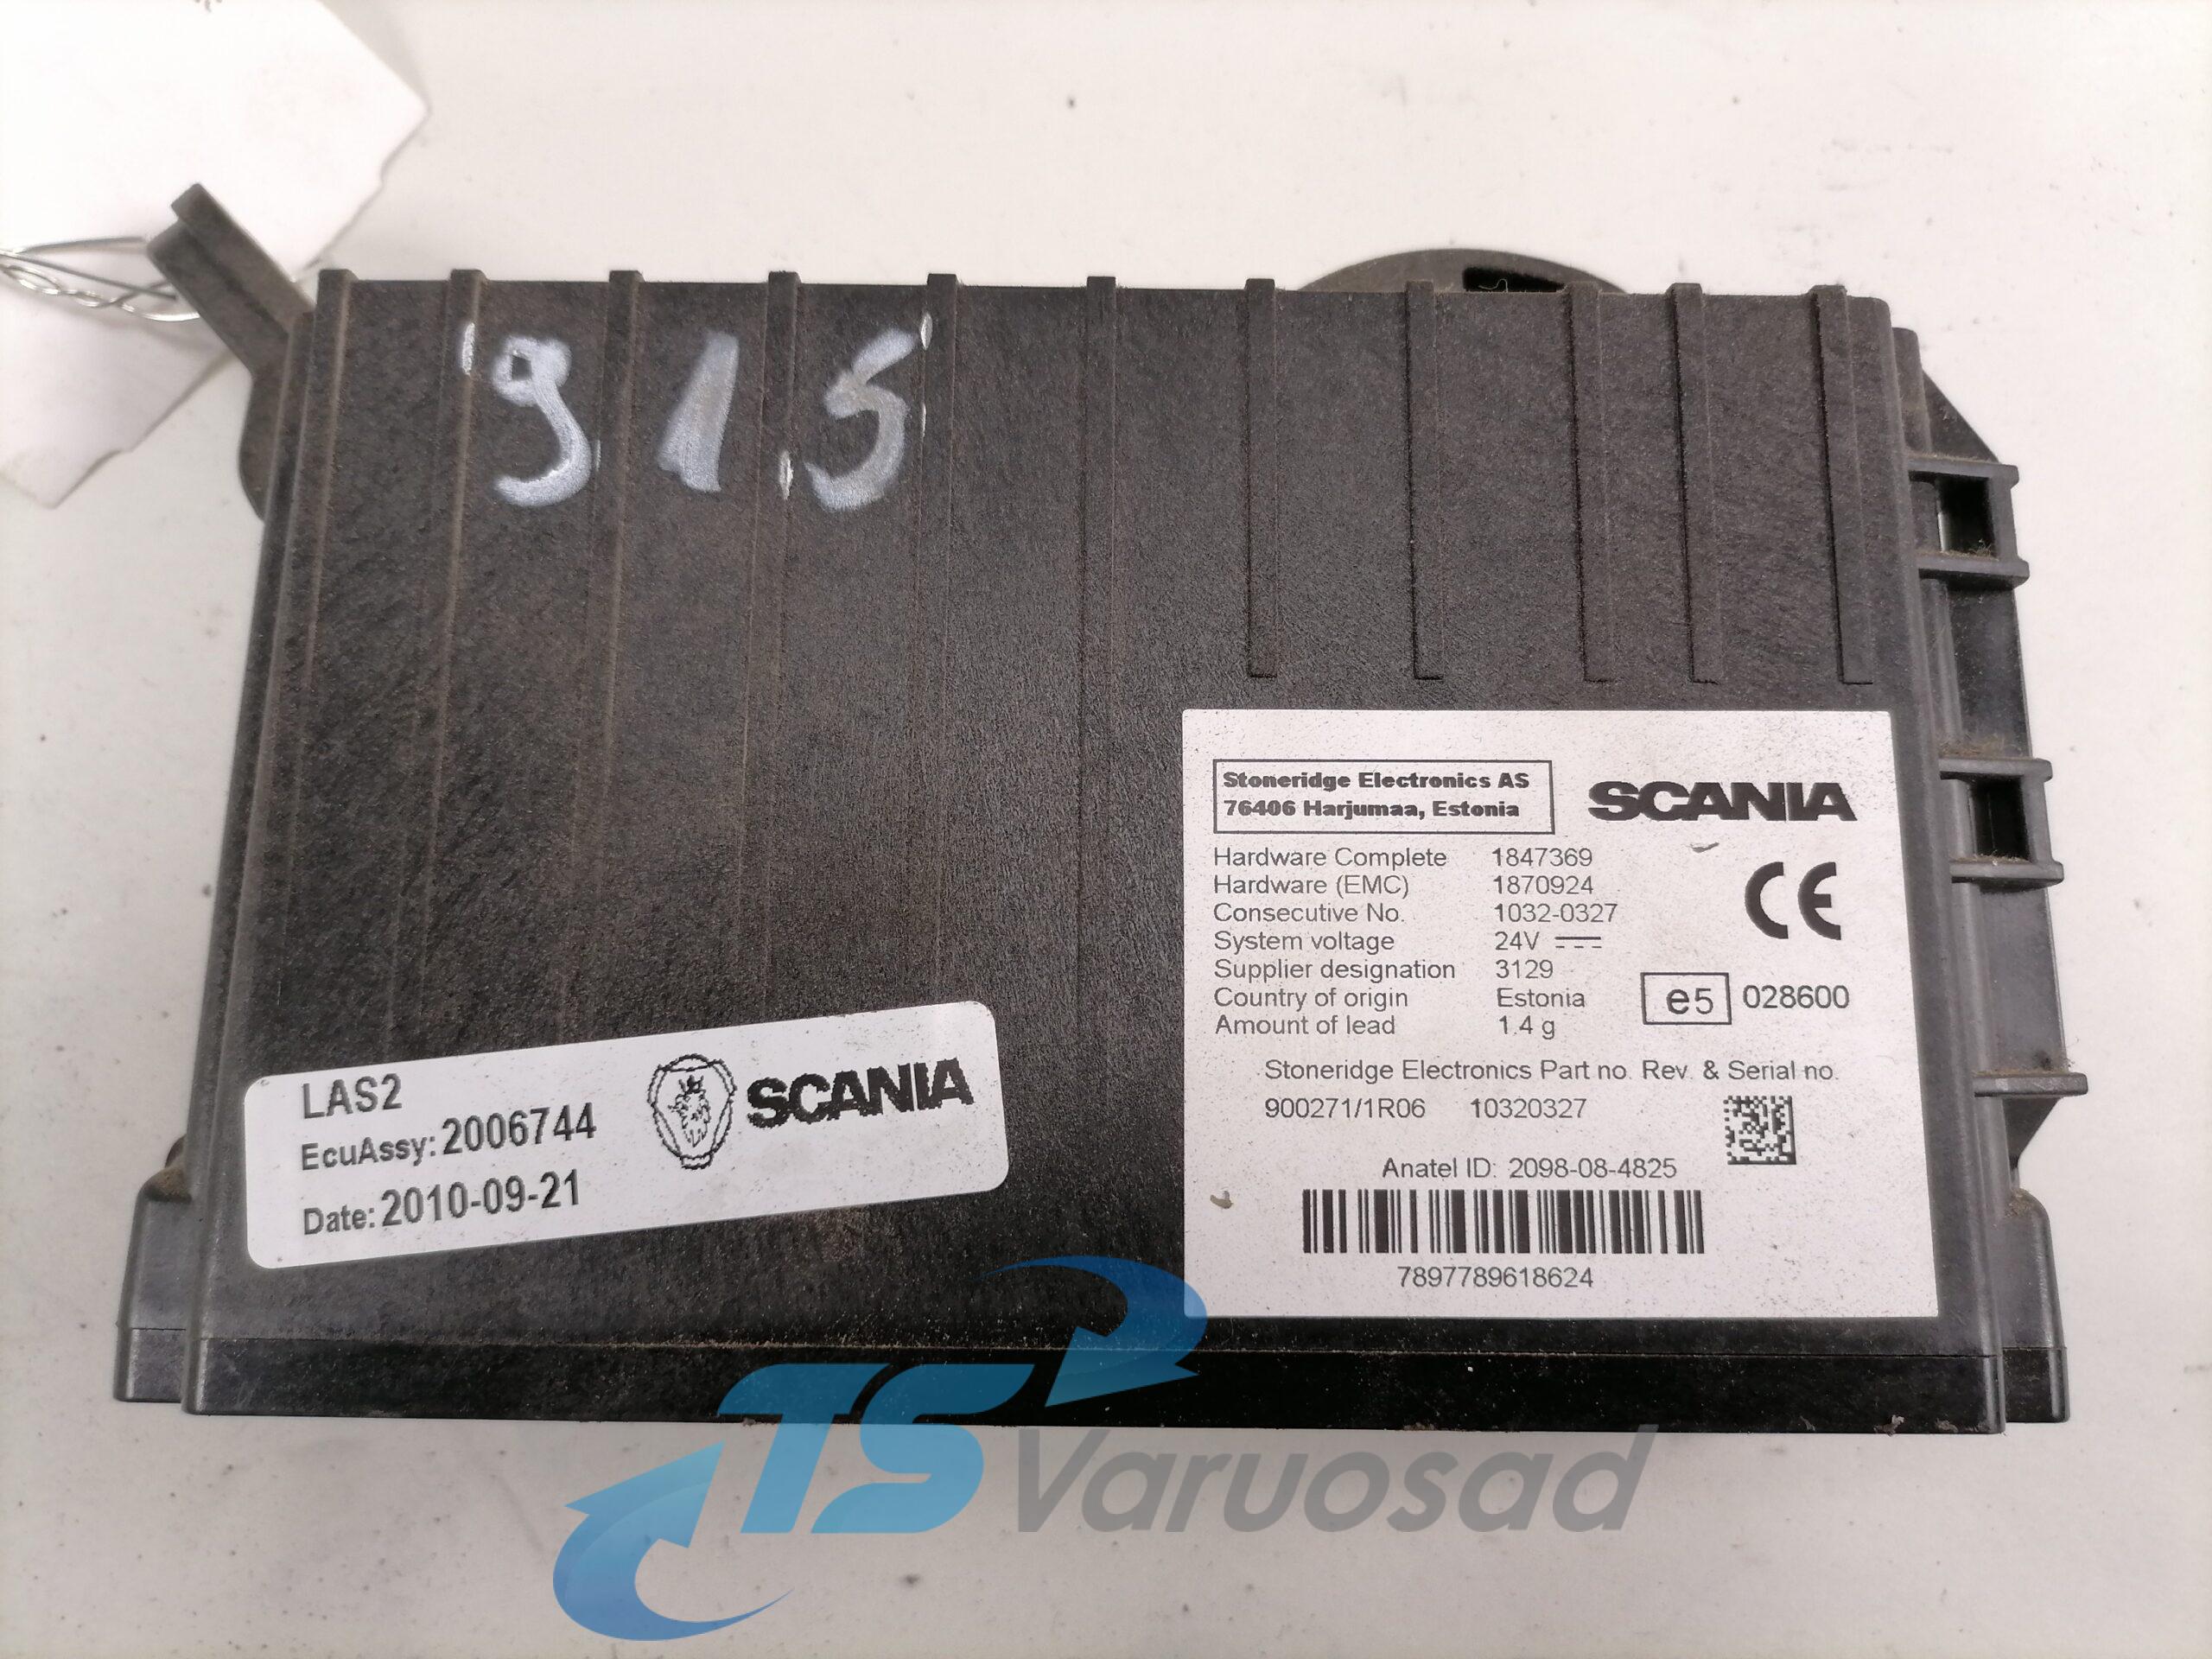 915
Stoneridge Electronics AS
76406 Harjumaa, Estonia
SCANIA
Hardware Complete 1847369
Hardware (EMC) 1870924
Consecutive No. 1032-0327
System voltage 24V
Supplier designation 3129
Country of origin Estonia
Amount of lead 1.4 g
CE
e5 028600
Stoneridge Electronics Part no. Rev. & Serial no.
900271/1R06 10320327
Anatel ID: 2098-08-4825
7897789618624
LAS2
EcuAssy: 2006744
Date: 2010-09-21
SCANIA
TS Varuosad